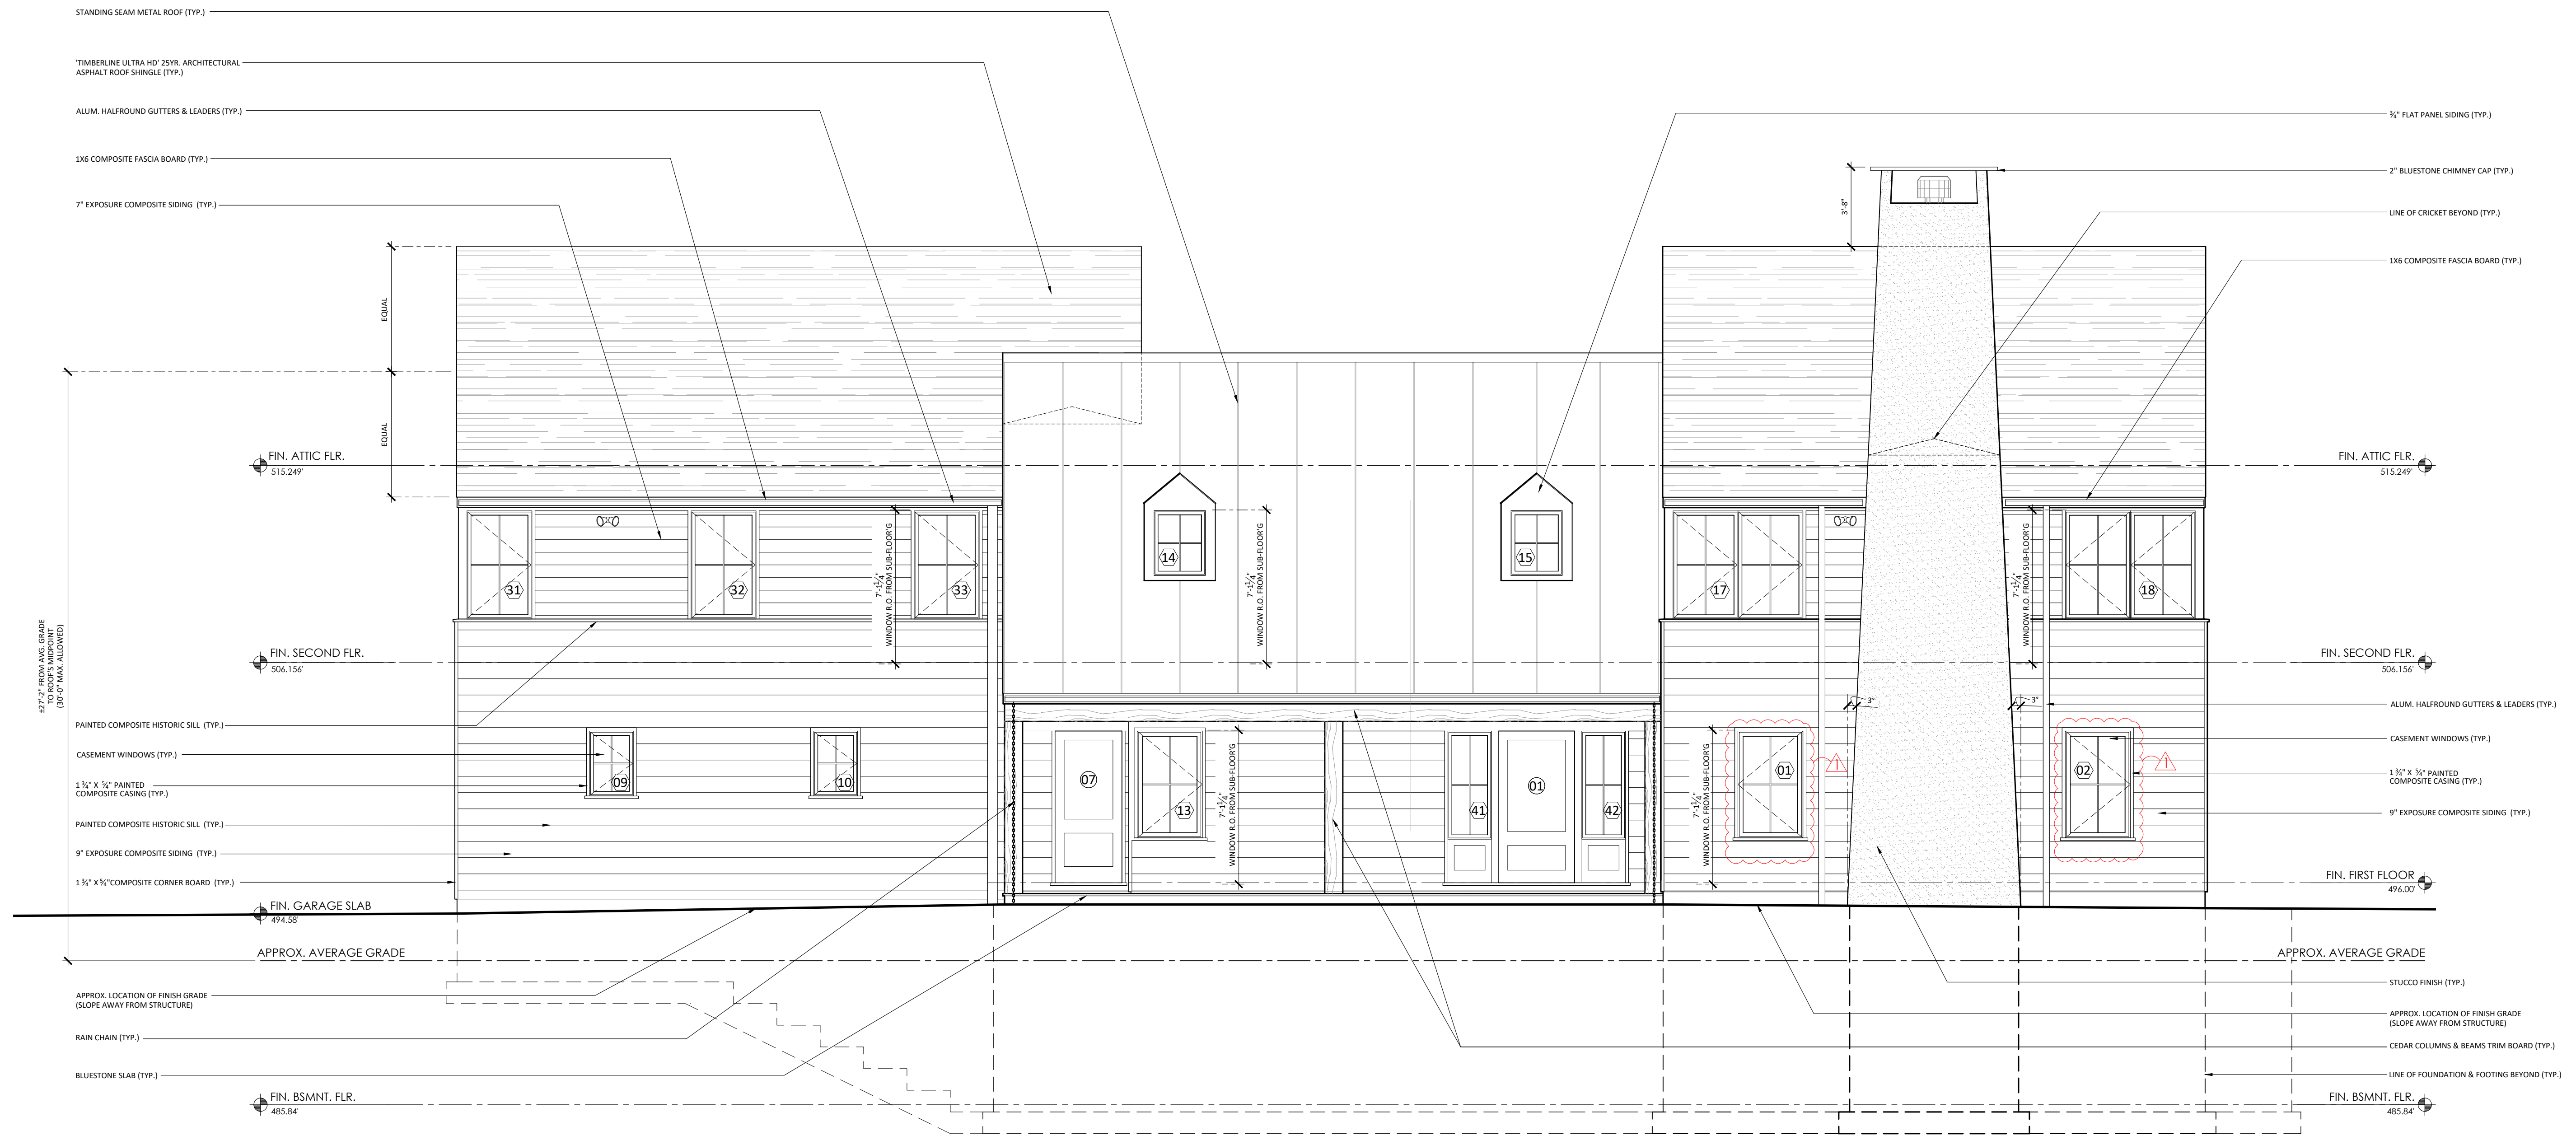 STANDING SEAM METAL ROOF (TYP.)
'TIMBERLINE ULTRA HD' 25YR. ARCHITECTURAL
ASPHALT ROOF SHINGLE (TYP.)
ALUM. HALFROUND GUTTERS & LEADERS (TYP.)
1X6 COMPOSITE FASCIA BOARD (TYP.)
7" EXPOSURE COMPOSITE SIDING (TYP.)
¾" FLAT PANEL SIDING (TYP.)
2" BLUESTONE CHIMNEY CAP (TYP.)
LINE OF CRICKET BEYOND (TYP.)
1X6 COMPOSITE FASCIA BOARD (TYP.)
3'-8"
EQUAL
EQUAL
FIN. ATTIC FLR.
515.249'
FIN. ATTIC FLR.
515.249'
14
15
31
32
33
17
18
7'-1¼"
WINDOW R.O. FROM SUB-FLOOR'G
7'-1¼"
WINDOW R.O. FROM SUB-FLOOR'G
7'-1¼"
WINDOW R.O. FROM SUB-FLOOR'G
FIN. SECOND FLR.
506.156'
FIN. SECOND FLR.
506.156'
±27'-2" FROM AVG. GRADE
TO ROOF'S MIDPOINT
(30'-0" MAX. ALLOWED)
3"
3"
PAINTED COMPOSITE HISTORIC SILL (TYP.)
CASEMENT WINDOWS (TYP.)
1 ¾" X ¾" PAINTED
COMPOSITE CASING (TYP.)
PAINTED COMPOSITE HISTORIC SILL (TYP.)
9" EXPOSURE COMPOSITE SIDING (TYP.)
1 ¾" X ¾"COMPOSITE CORNER BOARD (TYP.)
09
10
07
13
41
01
42
01
02
1
1
7'-1¼"
WINDOW R.O. FROM SUB-FLOOR'G
7'-1¼"
WINDOW R.O. FROM SUB-FLOOR'G
ALUM. HALFROUND GUTTERS & LEADERS (TYP.)
CASEMENT WINDOWS (TYP.)
1 ¾" X ¾" PAINTED
COMPOSITE CASING (TYP.)
9" EXPOSURE COMPOSITE SIDING (TYP.)
FIN. FIRST FLOOR
496.00'
FIN. GARAGE SLAB
494.58'
APPROX. AVERAGE GRADE
APPROX. AVERAGE GRADE
APPROX. LOCATION OF FINISH GRADE
(SLOPE AWAY FROM STRUCTURE)
RAIN CHAIN (TYP.)
BLUESTONE SLAB (TYP.)
STUCCO FINISH (TYP.)
APPROX. LOCATION OF FINISH GRADE
(SLOPE AWAY FROM STRUCTURE)
CEDAR COLUMNS & BEAMS TRIM BOARD (TYP.)
LINE OF FOUNDATION & FOOTING BEYOND (TYP.)
FIN. BSMNT. FLR.
485.84'
FIN. BSMNT. FLR.
485.84'